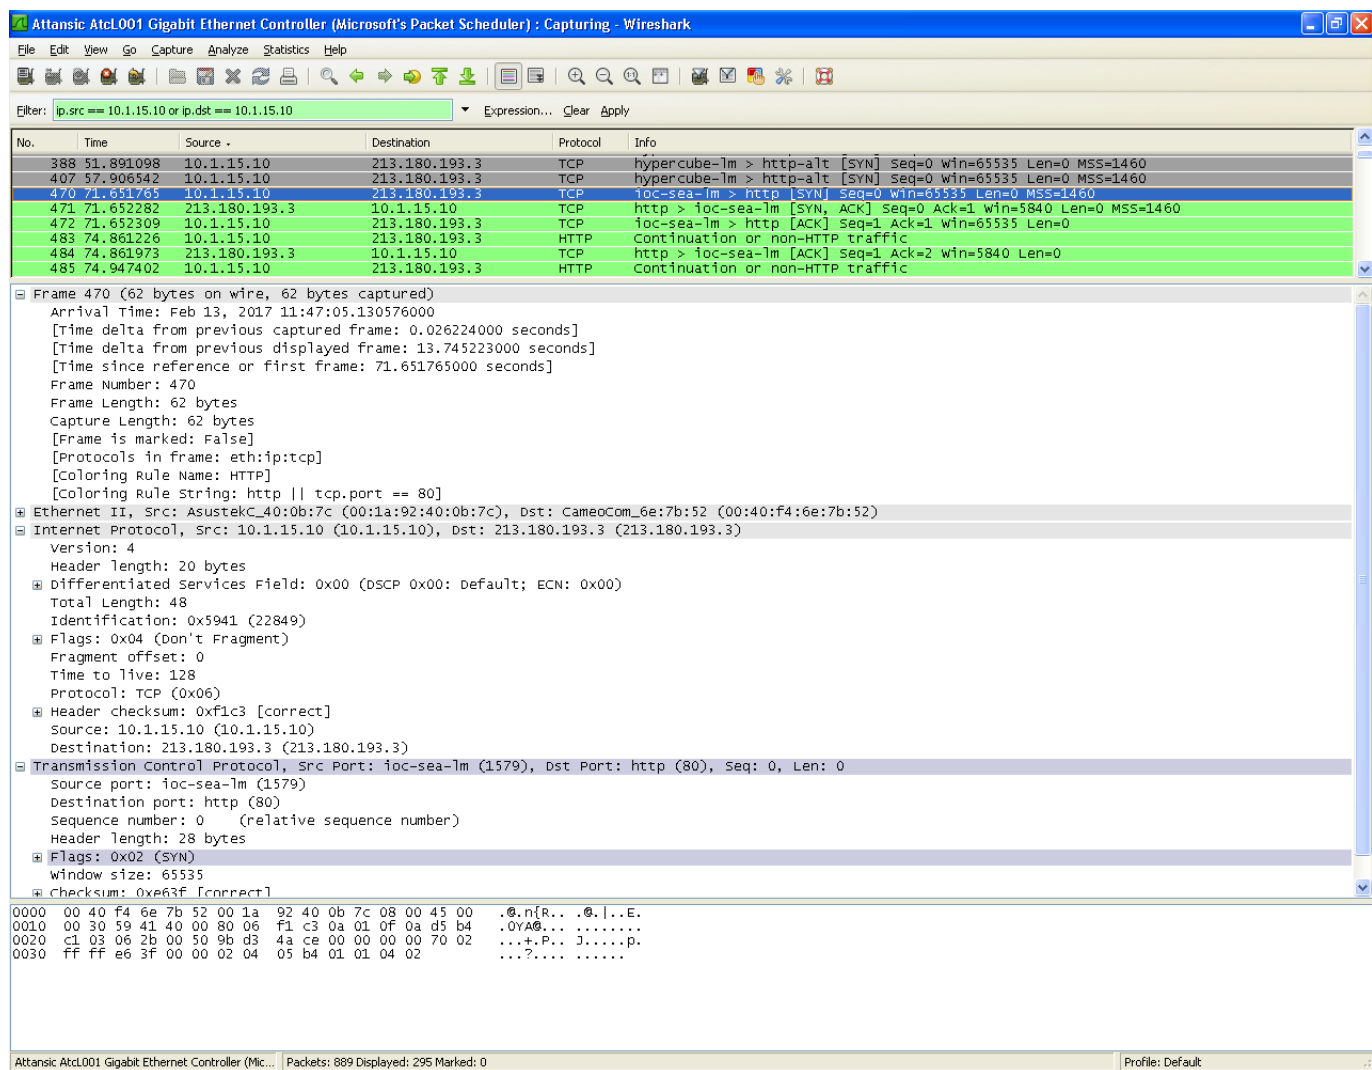 Attansic AtcL001 Gigabit Ethernet Controller (Microsoft's Packet Scheduler) : Capturing - Wireshark
File Edit View Go Capture Analyze Statistics Help
Filter: ip.src == 10.1.15.10 or ip.dst == 10.1.15.10 Expression... Clear Apply
No. Time Source Destination Protocol Info
388 51.891098 10.1.15.10 213.180.193.3 TCP hypercube-lm > http-alt [SYN] Seq=0 Win=65535 Len=0 MSS=1460
407 57.906542 10.1.15.10 213.180.193.3 TCP hypercube-lm > http-alt [SYN] Seq=0 Win=65535 Len=0 MSS=1460
470 71.651765 10.1.15.10 213.180.193.3 TCP ioc-sea-lm > http [SYN] Seq=0 Win=65535 Len=0 MSS=1460
471 71.652282 213.180.193.3 10.1.15.10 TCP http > ioc-sea-lm [SYN, ACK] Seq=0 Ack=1 Win=5840 Len=0 MSS=1460
472 71.652309 10.1.15.10 213.180.193.3 TCP ioc-sea-lm > http [ACK] Seq=1 Ack=1 Win=65535 Len=0
483 74.861226 10.1.15.10 213.180.193.3 HTTP Continuation or non-HTTP traffic
484 74.861973 213.180.193.3 10.1.15.10 TCP http > ioc-sea-lm [ACK] Seq=1 Ack=2 Win=5840 Len=0
485 74.947402 10.1.15.10 213.180.193.3 HTTP Continuation or non-HTTP traffic
Frame 470 (62 bytes on wire, 62 bytes captured)
Arrival Time: Feb 13, 2017 11:47:05.130576000
[Time delta from previous captured frame: 0.026224000 seconds]
[Time delta from previous displayed frame: 13.745223000 seconds]
[Time since reference or first frame: 71.651765000 seconds]
Frame Number: 470
Frame Length: 62 bytes
Capture Length: 62 bytes
[Frame is marked: False]
[Protocols in frame: eth:ip:tcp]
[Coloring Rule Name: HTTP]
[Coloring Rule String: http || tcp.port == 80]
Ethernet II, Src: AsustekC_40:0b:7c (00:1a:92:40:0b:7c), Dst: CameoCom_6e:7b:52 (00:40:f4:6e:7b:52)
Internet Protocol, Src: 10.1.15.10 (10.1.15.10), Dst: 213.180.193.3 (213.180.193.3)
Version: 4
Header length: 20 bytes
Differentiated Services Field: 0x00 (DSCP 0x00: Default; ECN: 0x00)
Total Length: 48
Identification: 0x5941 (22849)
Flags: 0x04 (Don't Fragment)
Fragment offset: 0
Time to live: 128
Protocol: TCP (0x06)
Header checksum: 0xf1c3 [correct]
Source: 10.1.15.10 (10.1.15.10)
Destination: 213.180.193.3 (213.180.193.3)
Transmission Control Protocol, Src Port: ioc-sea-lm (1579), Dst Port: http (80), Seq: 0, Len: 0
Source port: ioc-sea-lm (1579)
Destination port: http (80)
Sequence number: 0 (relative sequence number)
Header length: 28 bytes
Flags: 0x02 (SYN)
Window size: 65535
Checksum: 0xe63f [correct]
0000 00 40 f4 6e 7b 52 00 1a 92 40 0b 7c 08 00 45 00 .@.n{R.. .@.|..E.
0010 00 30 59 41 40 00 80 06 f1 c3 0a 01 0f 0a d5 b4 .0YA@... ........
0020 c1 03 06 2b 00 50 9b d3 4a ce 00 00 00 00 70 02 ...+.P.. J.....p.
0030 ff ff e6 3f 00 00 02 04 05 b4 01 01 04 02 ...?.... ......
Attansic AtcL001 Gigabit Ethernet Controller (Mic... Packets: 889 Displayed: 295 Marked: 0 Profile: Default